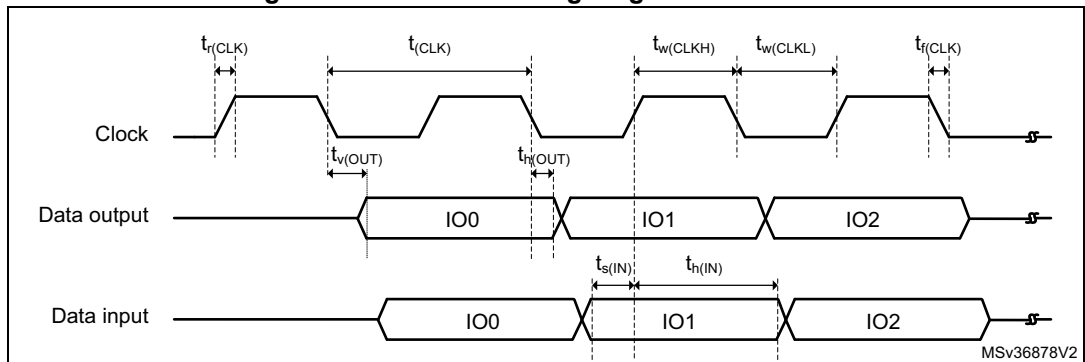 t_r(CLK) t_(CLK) t_w(CLKH) t_w(CLKL) t_f(CLK)
Clock
t_v(OUT) t_h(OUT)
Data output IO0 IO1 IO2
t_s(IN) t_h(IN)
Data input IO0 IO1 IO2
MSv36878V2